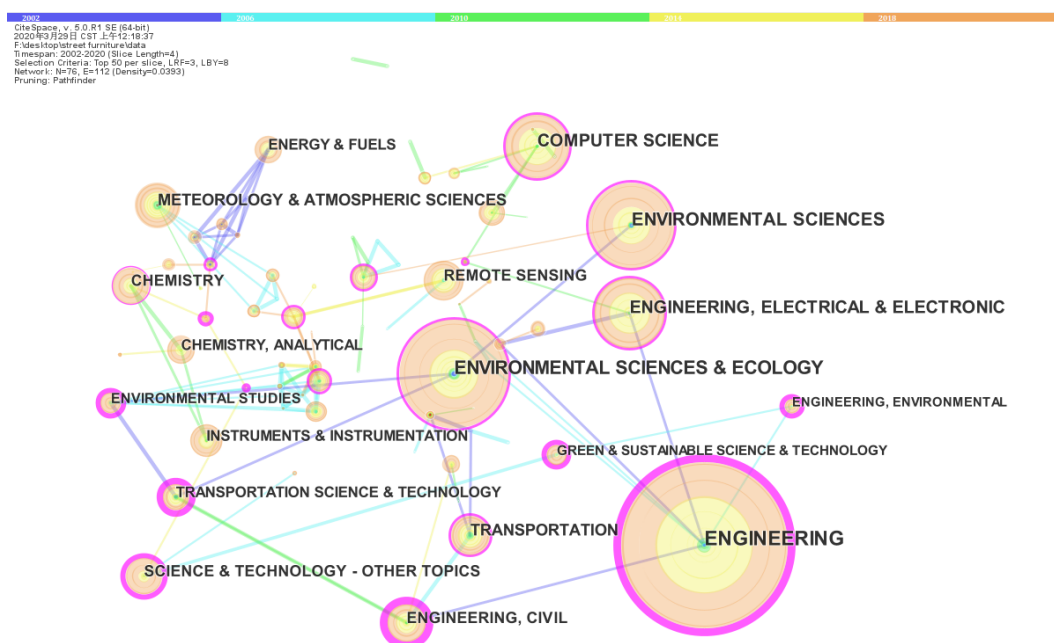 2002 2006 2010 2014 2018
CiteSpace, v. 5.0.R1 SE (64-bit)
2020年3月29日 CST 上午12:18:37
F:\desktop\street furniture\data
Timespan: 2002-2020 (Slice Length=4)
Selection Criteria: Top 50 per slice, LRF=3, LBY=8
Network: N=76, E=112 (Density=0.0393)
Pruning: Pathfinder
ENERGY & FUELS
COMPUTER SCIENCE
METEOROLOGY & ATMOSPHERIC SCIENCES
ENVIRONMENTAL SCIENCES
CHEMISTRY
REMOTE SENSING
ENGINEERING, ELECTRICAL & ELECTRONIC
CHEMISTRY, ANALYTICAL
ENVIRONMENTAL SCIENCES & ECOLOGY
ENVIRONMENTAL STUDIES
ENGINEERING, ENVIRONMENTAL
INSTRUMENTS & INSTRUMENTATION
GREEN & SUSTAINABLE SCIENCE & TECHNOLOGY
TRANSPORTATION SCIENCE & TECHNOLOGY
TRANSPORTATION
ENGINEERING
SCIENCE & TECHNOLOGY - OTHER TOPICS
ENGINEERING, CIVIL